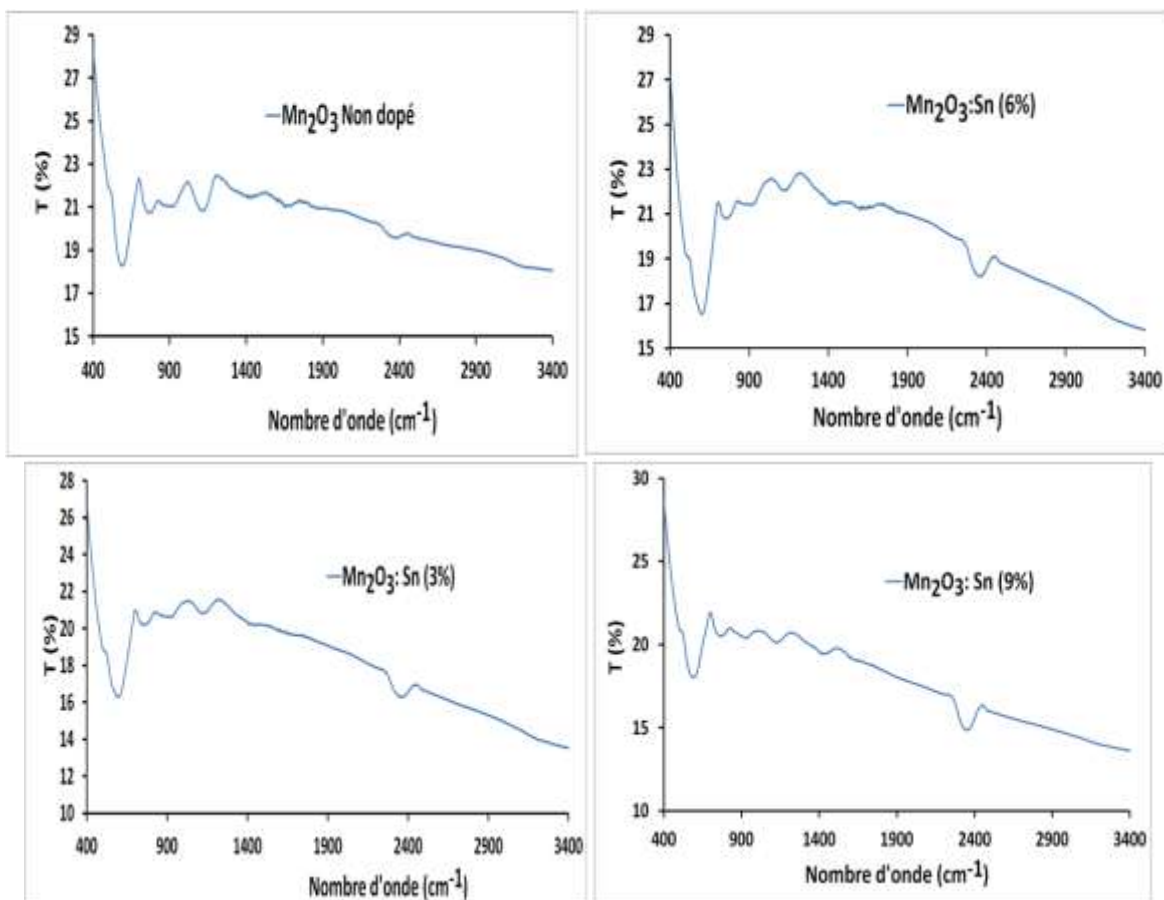 29
27
25
23
21
19
17
15
T (%)
Mn2O3 Non dopé
400 900 1400 1900 2400 2900 3400
Nombre d'onde (cm-1)
29
27
25
23
21
19
17
15
T (%)
Mn2O3:Sn (6%)
400 900 1400 1900 2400 2900 3400
Nombre d'onde (cm-1)
28
26
24
22
20
18
16
14
12
10
T (%)
Mn2O3: Sn (3%)
400 900 1400 1900 2400 2900 3400
Nombre d'onde (cm-1)
30
25
20
15
10
T (%)
Mn2O3: Sn (9%)
400 900 1400 1900 2400 2900 3400
Nombre d'onde (cm-1)